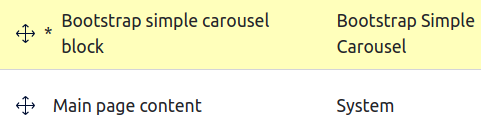 * Bootstrap simple carousel block
Bootstrap Simple Carousel
Main page content
System